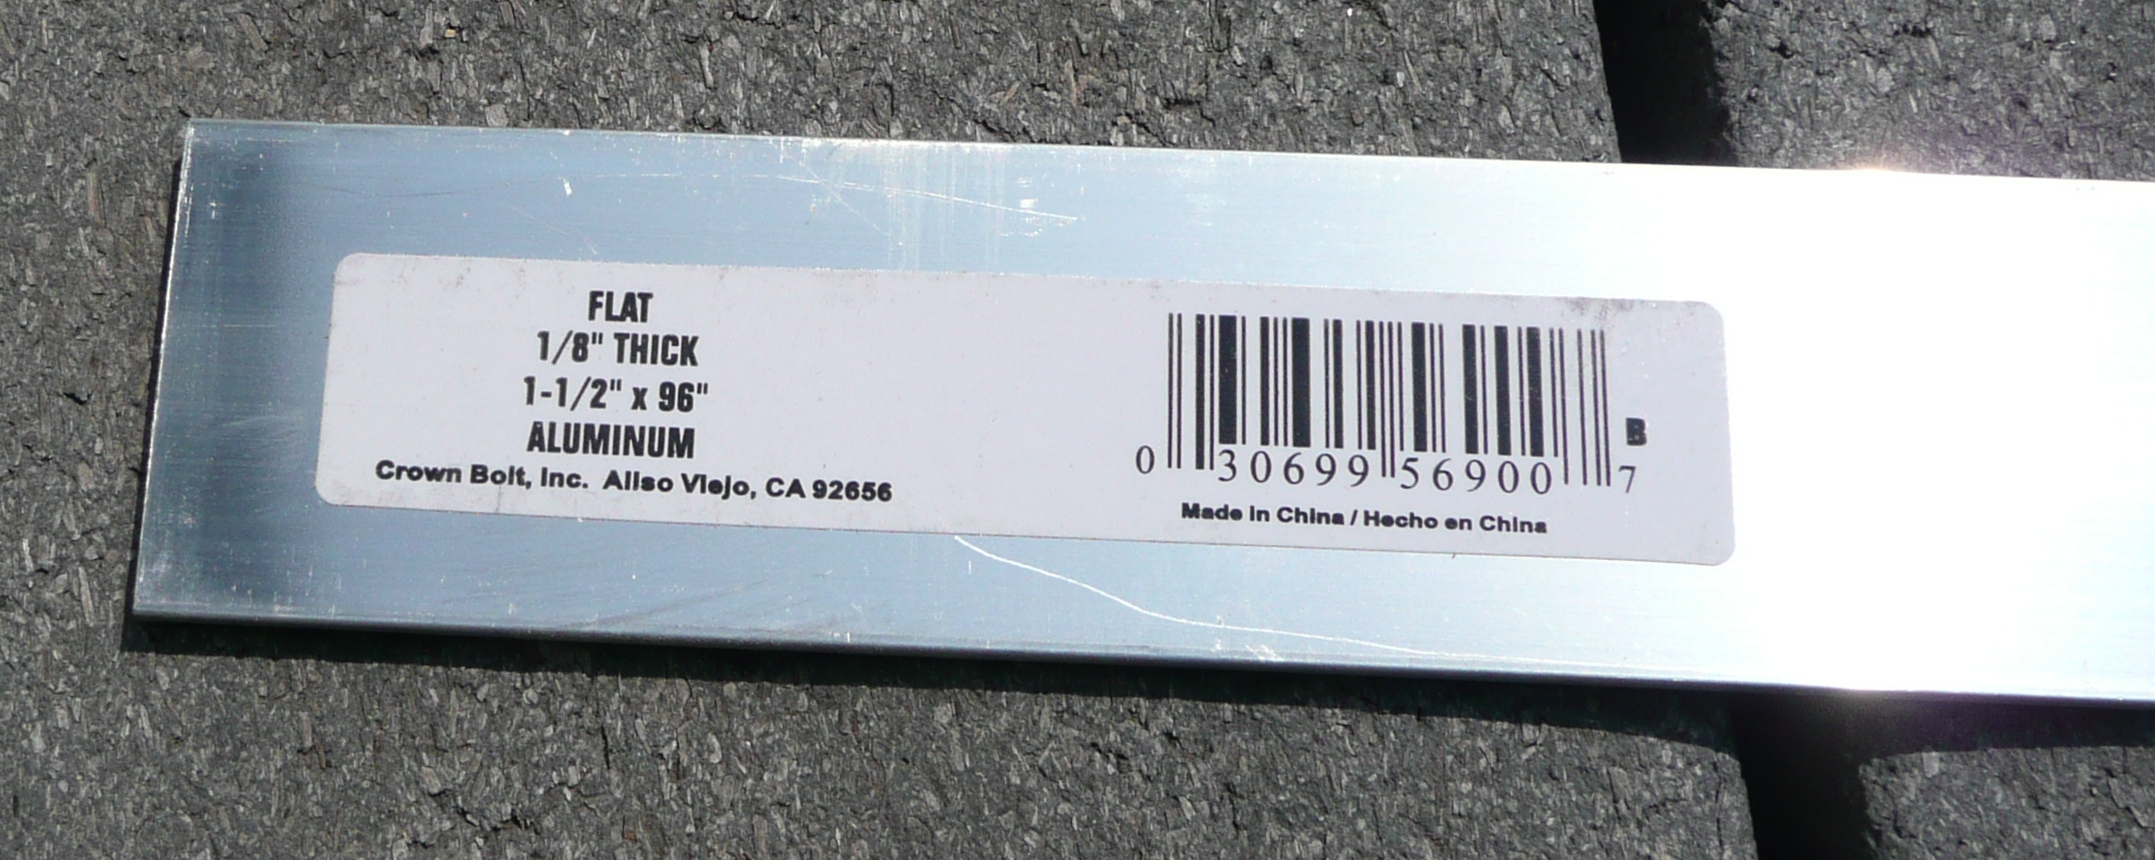 FLAT
1/8" THICK
1-1/2" x 96"
ALUMINUM
Crown Bolt, Inc. Aliso Viejo, CA 92656
B
0 30699 56900 7
Made in China / Hecho en China